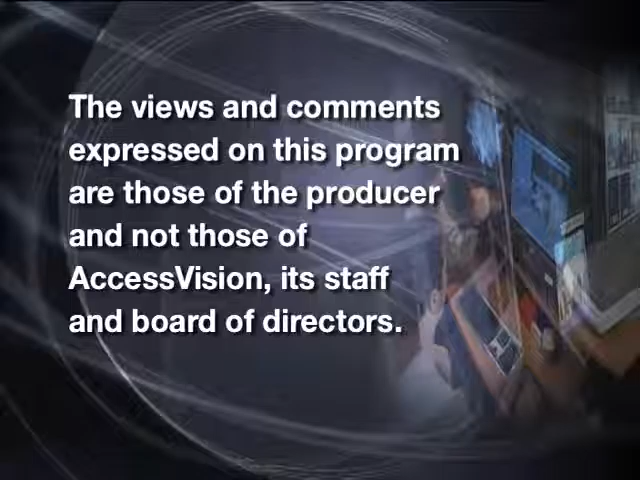 The views and comments
expressed on this program
are those of the producer
and not those of
AccessVision, its staff
and board of directors.